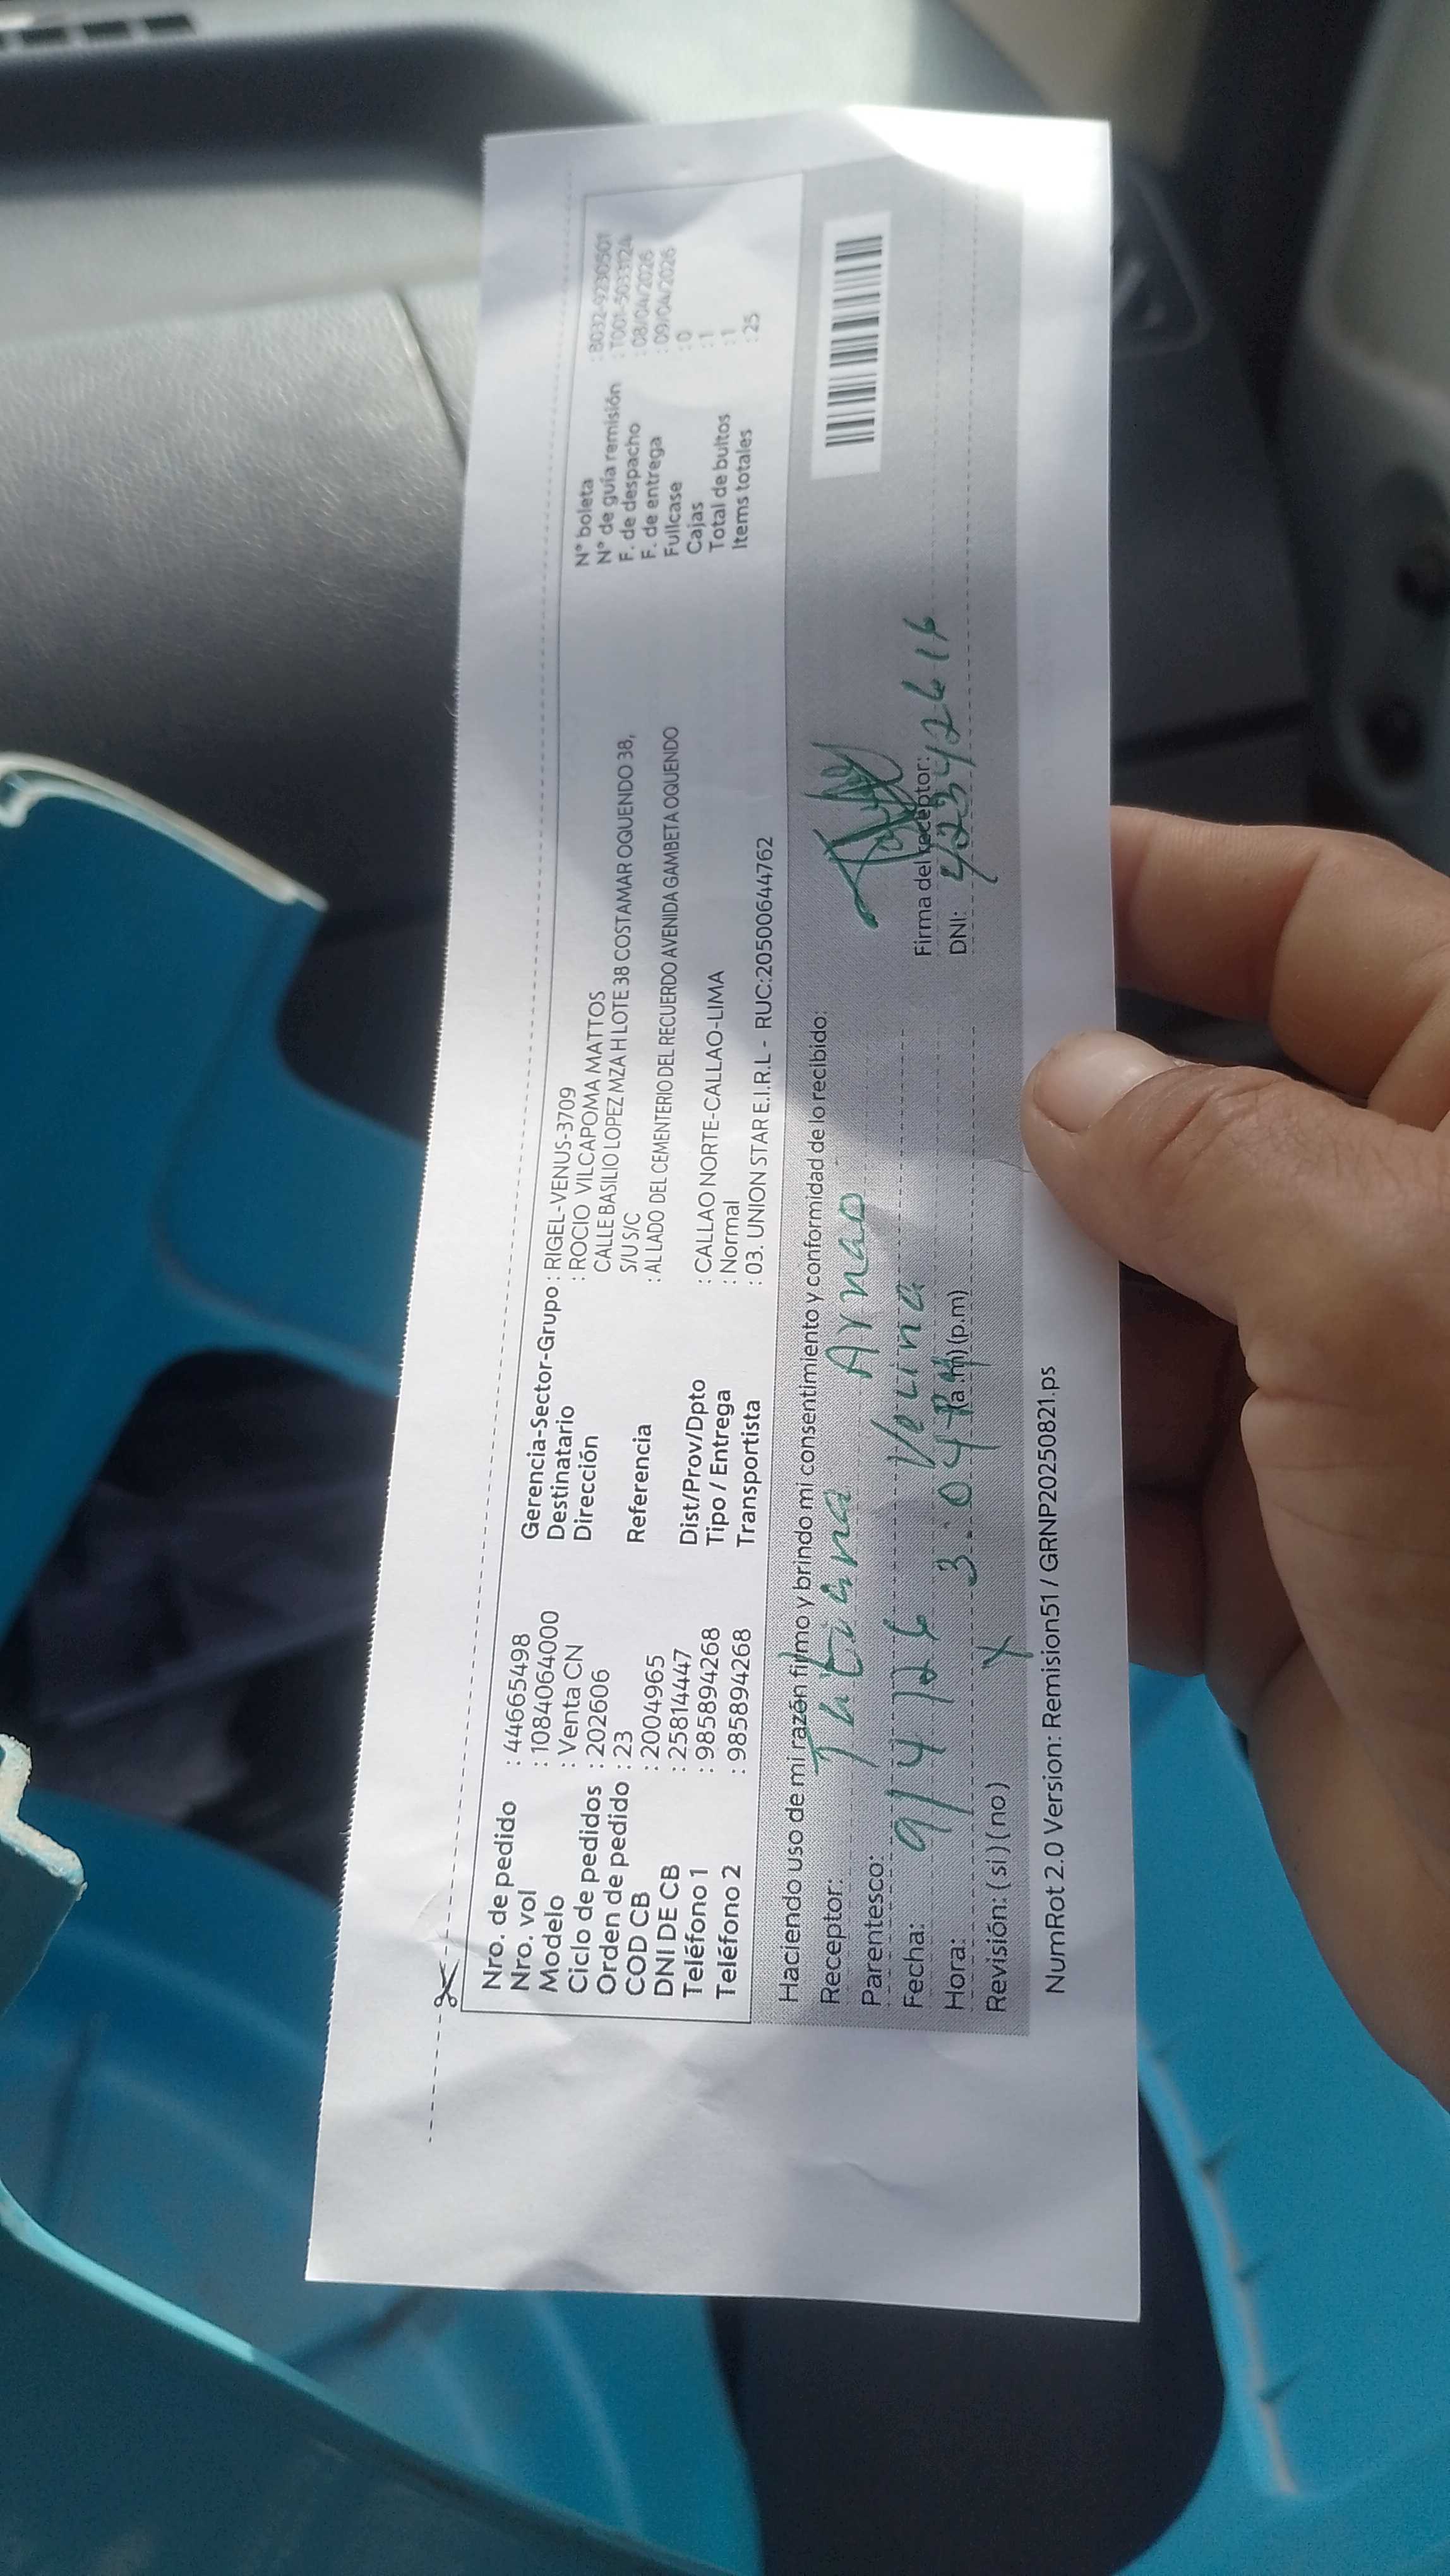 Nro. de pedido : 44665498
Nro. vol : 1084064000
Modelo : Venta CN
Ciclo de pedidos : 202606
Orden de pedido : 23
COD CB : 2004965
DNI DE CB : 25814447
Teléfono 1 : 985894268
Teléfono 2 : 985894268
Gerencia-Sector-Grupo : RIGEL-VENUS-3709
Destinatario : ROCIO VILCAPOMA MATTOS
Dirección CALLE BASILIO LOPEZ MZA H LOTE 38 COSTAMAR OQUENDO 38,
S/U S/C
Referencia : AL LADO DEL CEMENTERIO DEL RECUERDO AVENIDA GAMBETA OQUENDO
Dist/Prov/Dpto : CALLAO NORTE-CALLAO-LIMA
Tipo / Entrega : Normal
Transportista : 03. UNION STAR E.I.R.L - RUC:20500644762
N° boleta : B032-9230501
N° de guía remisión : T001-5033124
F. de despacho : 08/04/2026
F. de entrega : 09/04/2026
Fullcase : 0
Cajas : 1
Total de bultos : 1
Items totales : 25
Haciendo uso de mi razón firmo y brindo mi consentimiento y conformidad de lo recibido:
Receptor: Thatiana Arnao
Parentesco: Vecina
Fecha: 9/4/26
Hora: 3:04 PM (a.m) (p.m)
Revisión: (si) (no) X
Firma del receptor:
DNI: 42342616
NumRot 2.0 Version: Remision51 / GRNP20250821.ps